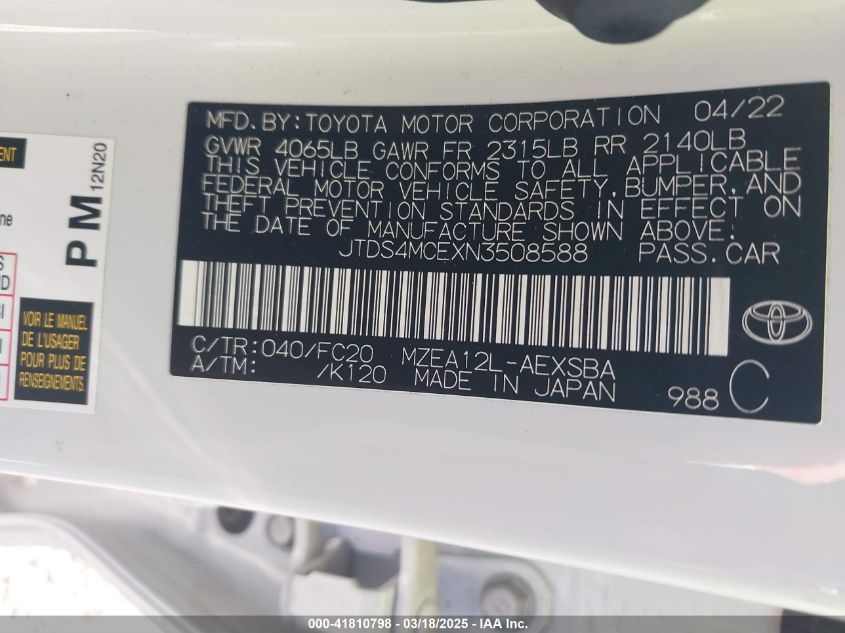 MFD.BY:TOYOTA MOTOR CORPORATION 04/22
GVWR 4065LB GAWR FR 2315LB RR 2140LB
THIS VEHICLE CONFORMS TO ALL APPLICABLE
FEDERAL MOTOR VEHICLE SAFETY,BUMPER,AND
THEFT PREVENTION STANDARDS IN EFFECT ON
THE DATE OF MANUFACTURE SHOWN ABOVE.
JTDS4MCEXN3508588 PASS.CAR
C/TR:040/FC20 MZEA12L-AEXSBA
A/TM: /K120 MADE IN JAPAN
988 C
PM 12N20
VOIR LE MANUEL
DE L'USAGER
POUR PLUS DE
RENSEIGNEMENTS
000-41810798 - 03/18/2025 - IAA Inc.